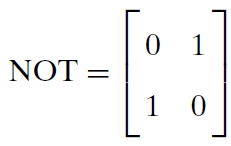 NOT = [ 0 1
1 0 ]